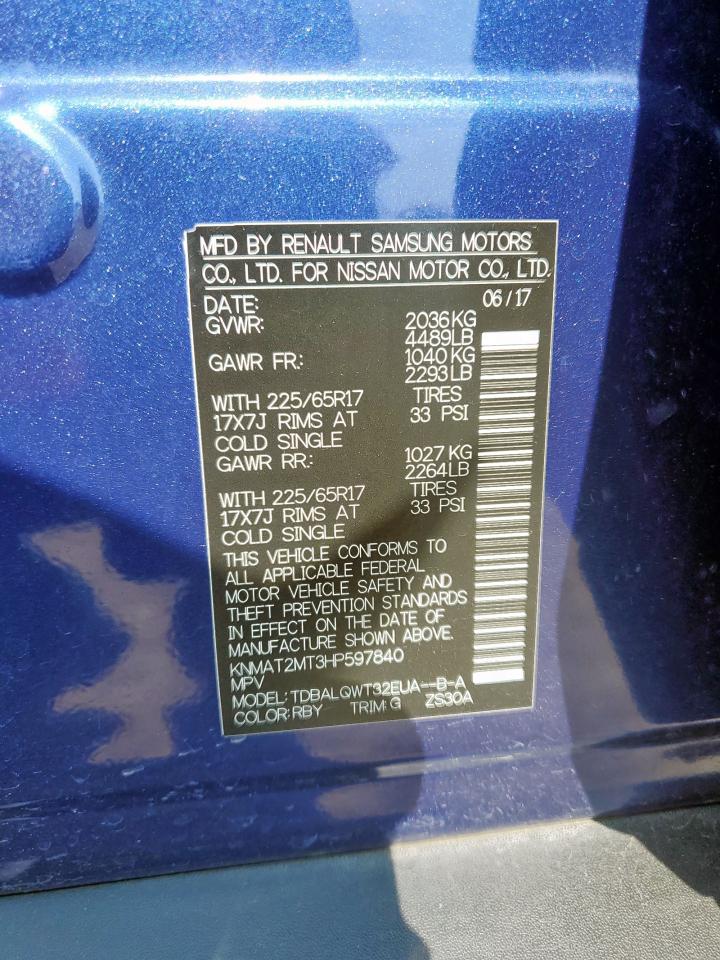 MFD BY RENAULT SAMSUNG MOTORS
CO., LTD. FOR NISSAN MOTOR CO., LTD.
DATE: 06/17
GVWR: 2036KG
4489LB
GAWR FR.: 1040KG
2293LB
WITH 225/65R17 TIRES
17X7J RIMS AT 33 PSI
COLD SINGLE
GAWR RR.: 1027KG
2264LB
WITH 225/65R17 TIRES
17X7J RIMS AT 33 PSI
COLD SINGLE
THIS VEHICLE CONFORMS TO
ALL APPLICABLE FEDERAL
MOTOR VEHICLE SAFETY AND
THEFT PREVENTION STANDARDS
IN EFFECT ON THE DATE OF
MANUFACTURE SHOWN ABOVE.
KNMAT2MT3HP597840
MPV
MODEL: TDBALQWT32EUA--B-A
COLOR:RBY TRIM:G ZS30A